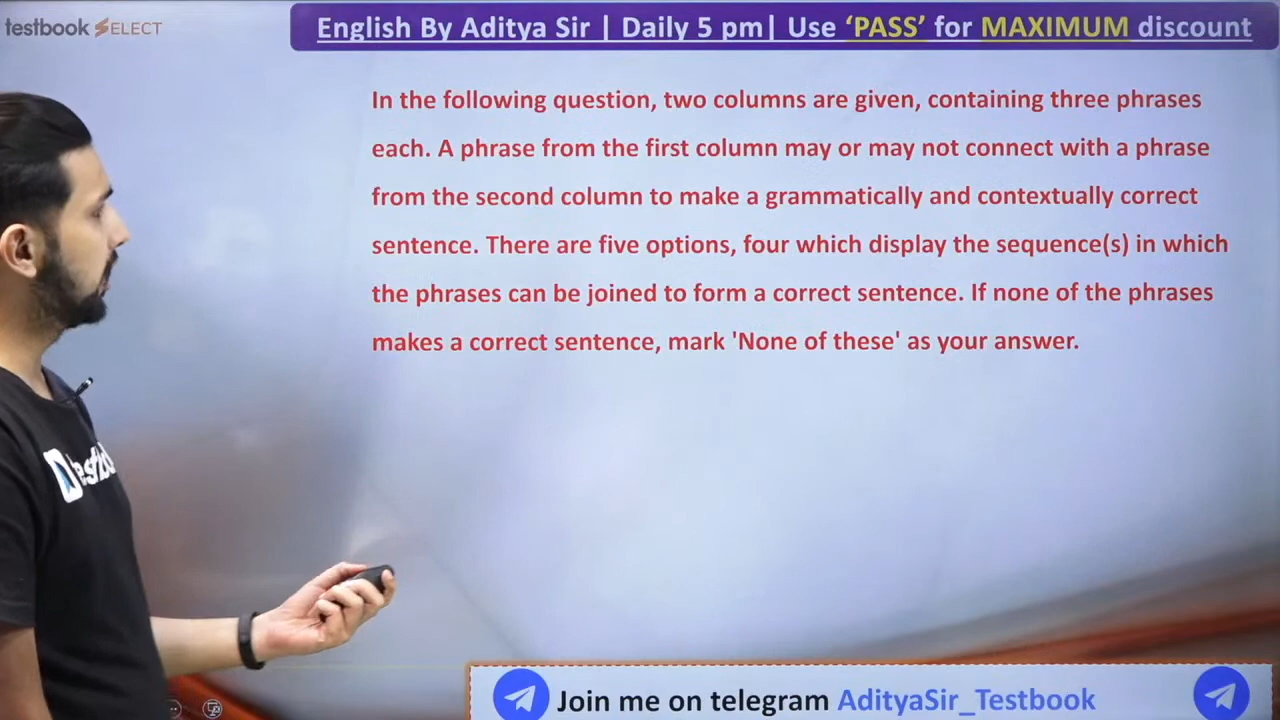 testbook SELECT
English By Aditya Sir | Daily 5 pm| Use ‘PASS’ for MAXIMUM discount
In the following question, two columns are given, containing three phrases
each. A phrase from the first column may or may not connect with a phrase
from the second column to make a grammatically and contextually correct
sentence. There are five options, four which display the sequence(s) in which
the phrases can be joined to form a correct sentence. If none of the phrases
makes a correct sentence, mark 'None of these' as your answer.
Join me on telegram AdityaSir_Testbook